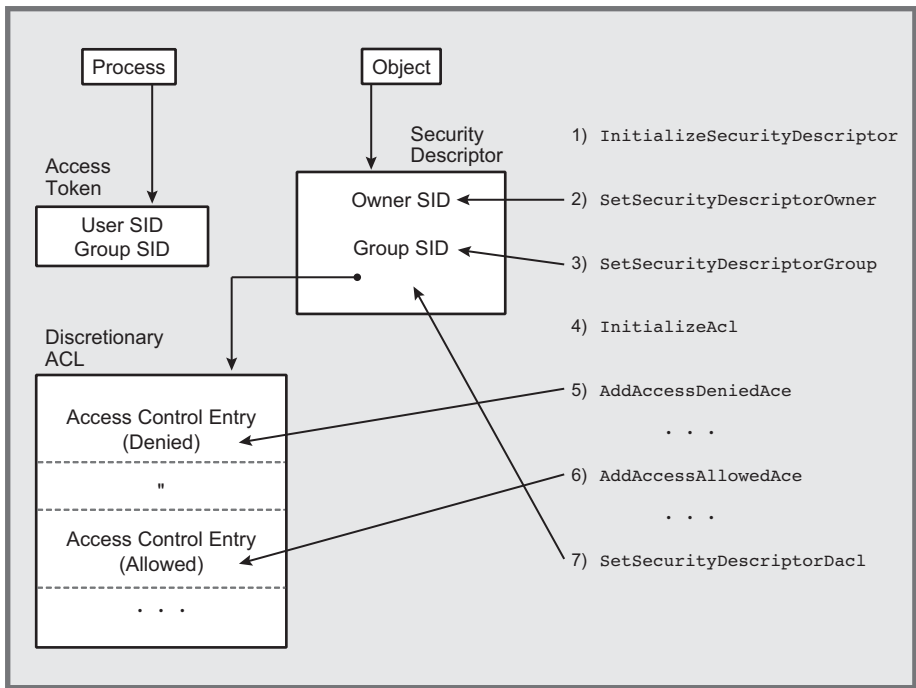 Process
Object
Security
Descriptor
1) InitializeSecurityDescriptor
Access
Token
Owner SID
2) SetSecurityDescriptorOwner
User SID
Group SID
Group SID
3) SetSecurityDescriptorGroup
4) InitializeAcl
Discretionary
ACL
5) AddAccessDeniedAce
Access Control Entry
(Denied)
. . .
"
6) AddAccessAllowedAce
. . .
Access Control Entry
(Allowed)
7) SetSecurityDescriptorDacl
. . .